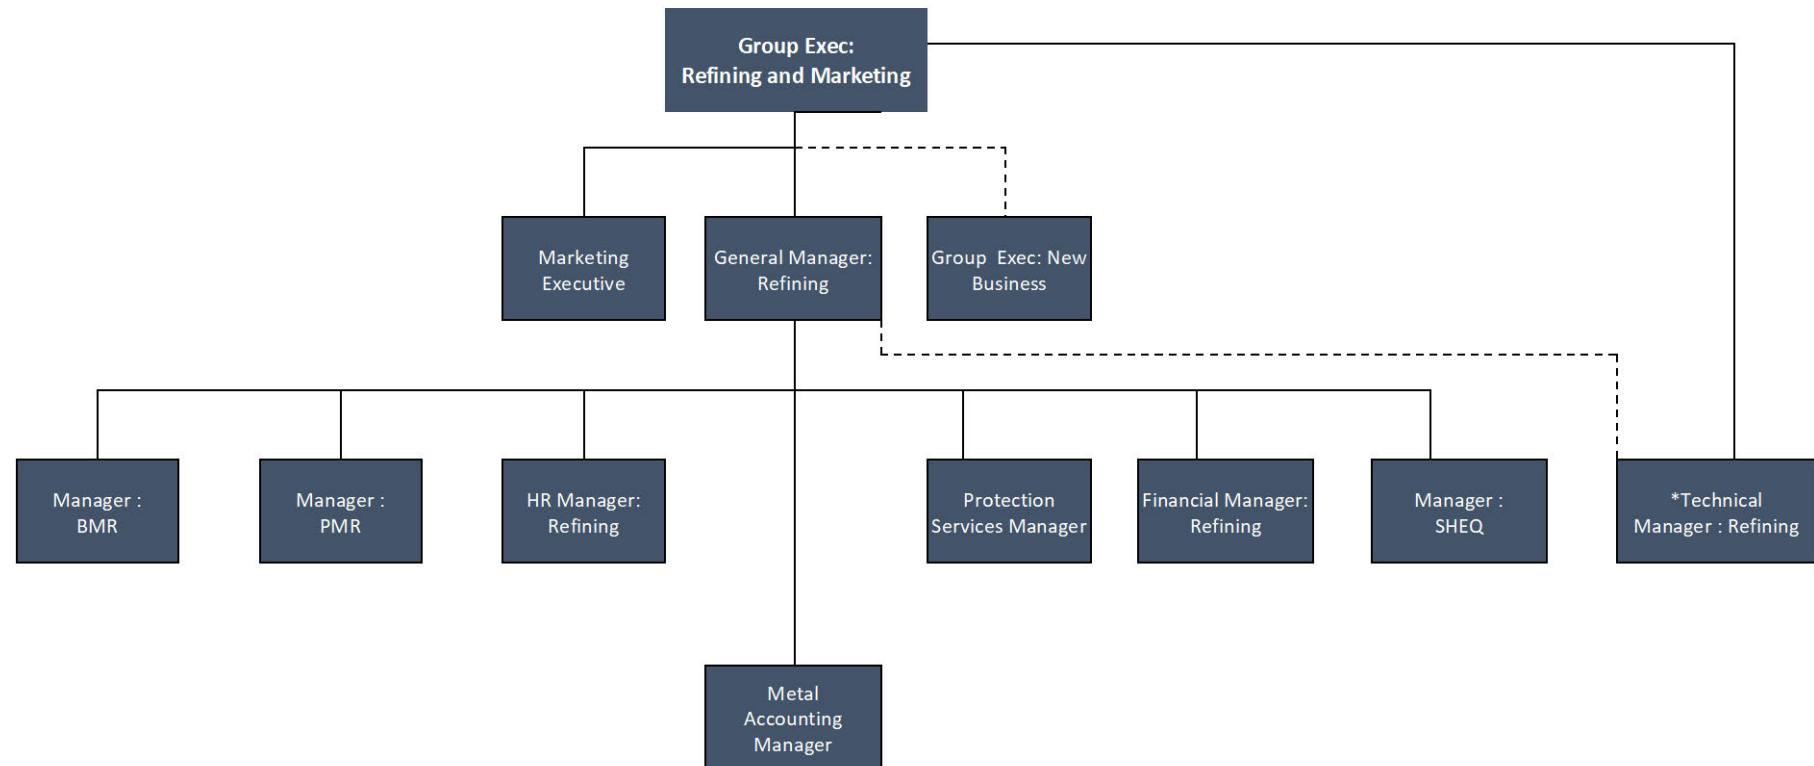 Group Exec:
Refining and Marketing
Marketing
Executive
General Manager:
Refining
Group  Exec: New
Business
Manager :
BMR
Manager :
PMR
HR Manager:
Refining
Protection
Services Manager
Financial Manager:
Refining
Manager :
SHEQ
*Technical
Manager : Refining
Metal
Accounting
Manager